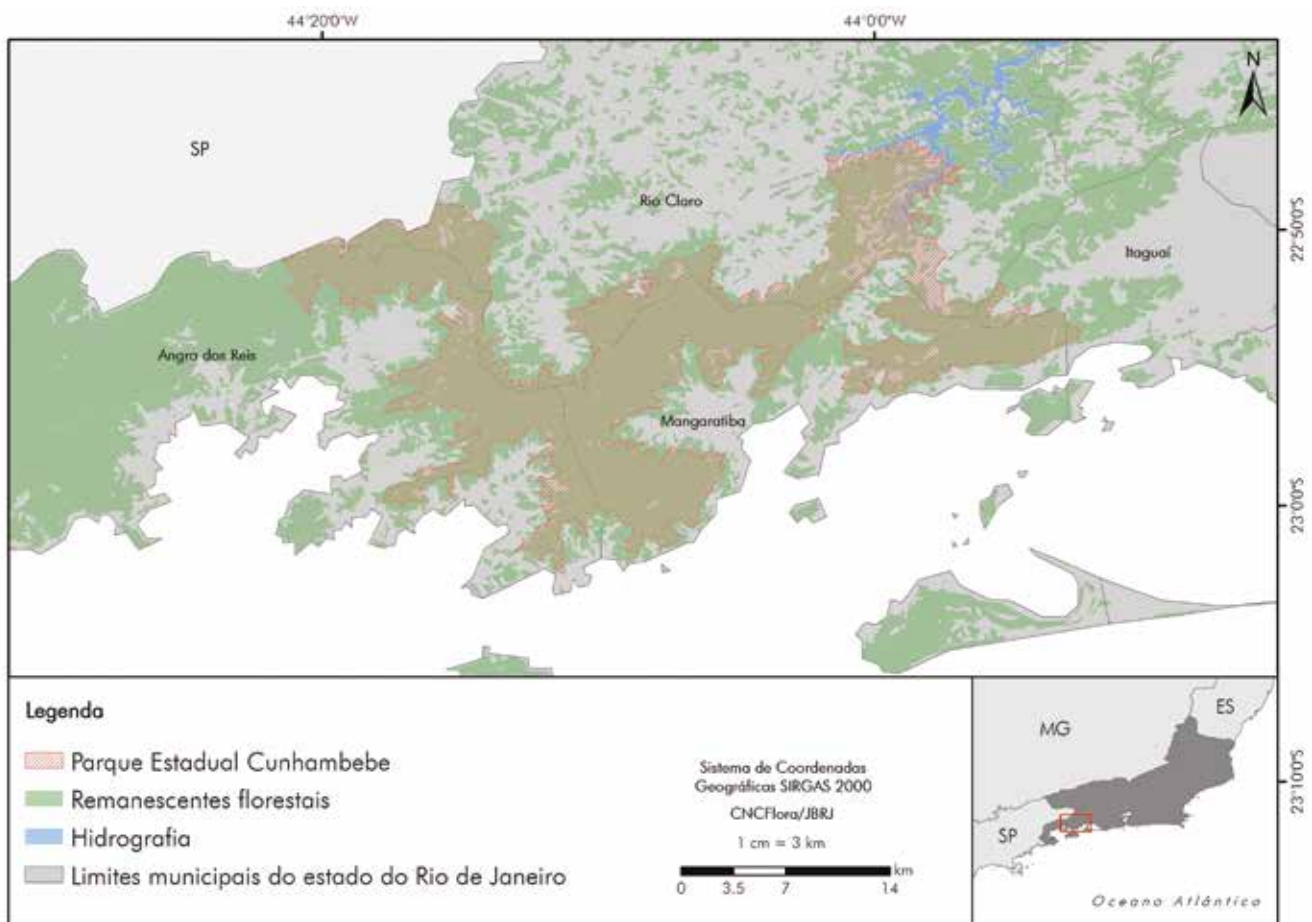 44°20'0"W
44°0'0"W
N
SP
Rio Claro
22°50'0"S
Itaguaí
Angra dos Reis
Mangaratiba
23°0'0"S
Legenda
Parque Estadual Cunhambebe
Remanescentes florestais
Hidrografia
Limites municipais do estado do Rio de Janeiro
Sistema de Coordenadas
Geográficas SIRGAS 2000
CNCFlora/JBRJ
1 cm = 3 km
km
0 3.5 7 14
ES
MG
23°10'0"S
SP
Oceano Atlântico